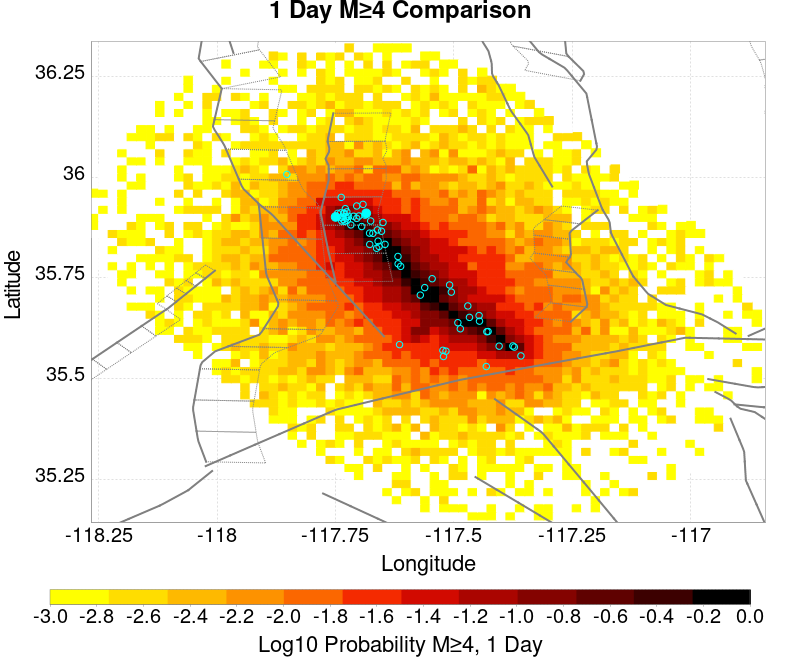 1 Day M≥4 Comparison
36.25
36
35.75
35.5
35.25
Latitude
-118.25 -118 -117.75 -117.5 -117.25 -117
Longitude
-3.0 -2.8 -2.6 -2.4 -2.2 -2.0 -1.8 -1.6 -1.4 -1.2 -1.0 -0.8 -0.6 -0.4 -0.2 0.0
Log10 Probability M≥4, 1 Day